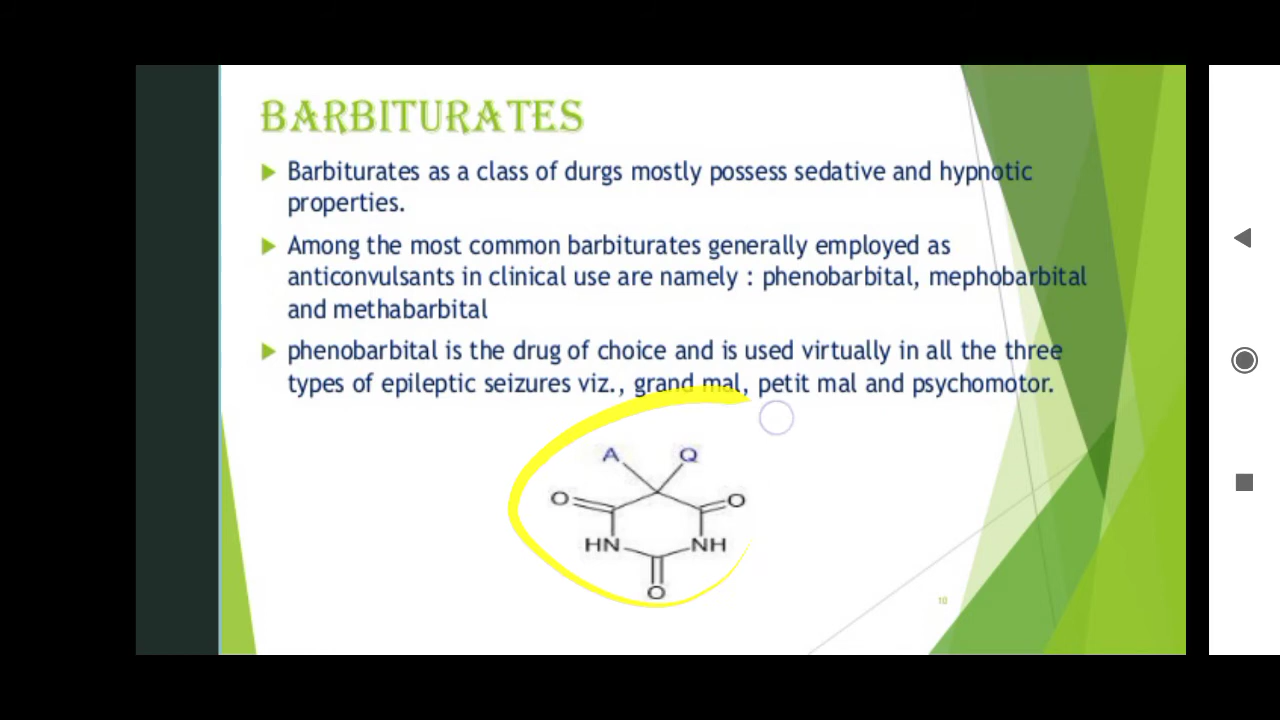 BARBITURATES
Barbiturates as a class of durgs mostly possess sedative and hypnotic
properties.
Among the most common barbiturates generally employed as
anticonvulsants in clinical use are namely : phenobarbital, mephobarbital
and methabarbital
phenobarbital is the drug of choice and is used virtually in all the three
types of epileptic seizures viz., grand mal, petit mal and psychomotor.
A Q
O O
HN NH
O
10